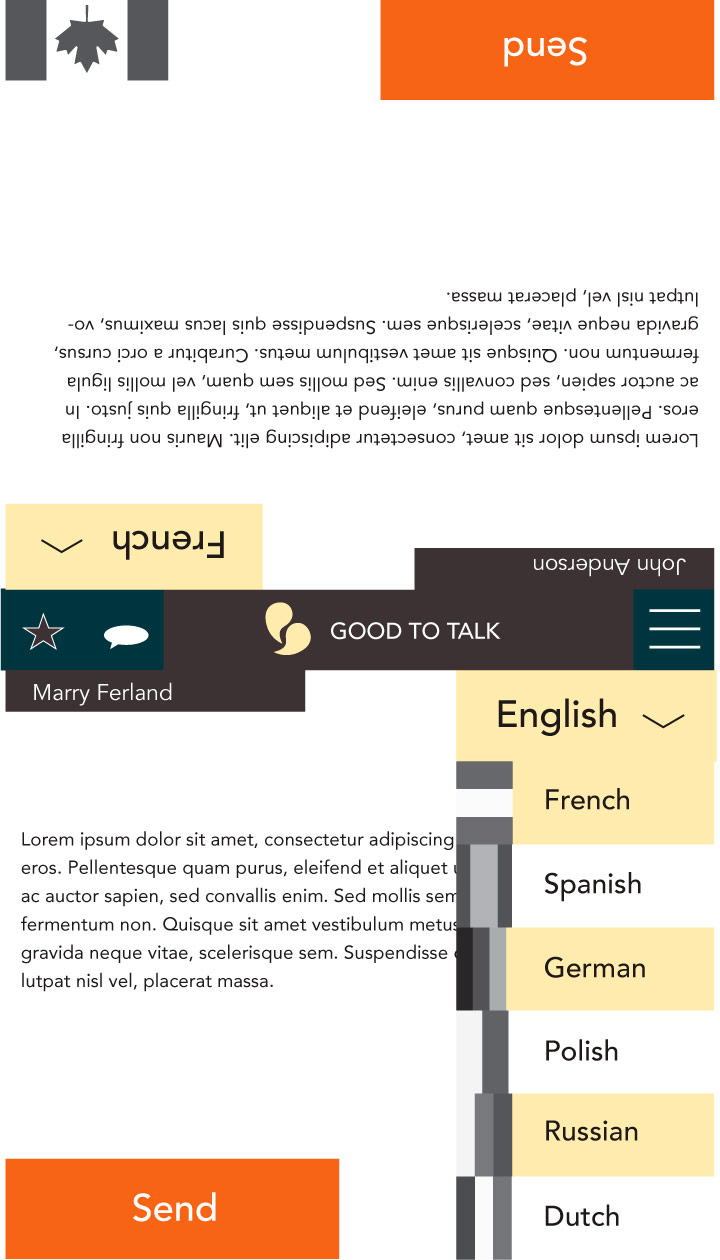 Send
Lorem ipsum dolor sit amet, consectetur adipiscing elit. Mauris non fringilla
eros. Pellentesque quam purus, eleifend et aliquet ut, fringilla quis justo. In
ac auctor sapien, sed convallis enim. Sed mollis sem quam, vel mollis ligula
fermentum non. Quisque sit amet vestibulum metus. Curabitur a orci cursus,
gravida neque vitae, scelerisque sem. Suspendisse quis lacus maximus, vo-
lutpat nisl vel, placerat massa.
French
John Anderson
GOOD TO TALK
Marry Ferland
English
French
Spanish
German
Polish
Russian
Dutch
Lorem ipsum dolor sit amet, consectetur adipiscing
eros. Pellentesque quam purus, eleifend et aliquet
ac auctor sapien, sed convallis enim. Sed mollis sem
fermentum non. Quisque sit amet vestibulum metus
gravida neque vitae, scelerisque sem. Suspendisse
lutpat nisl vel, placerat massa.
Send